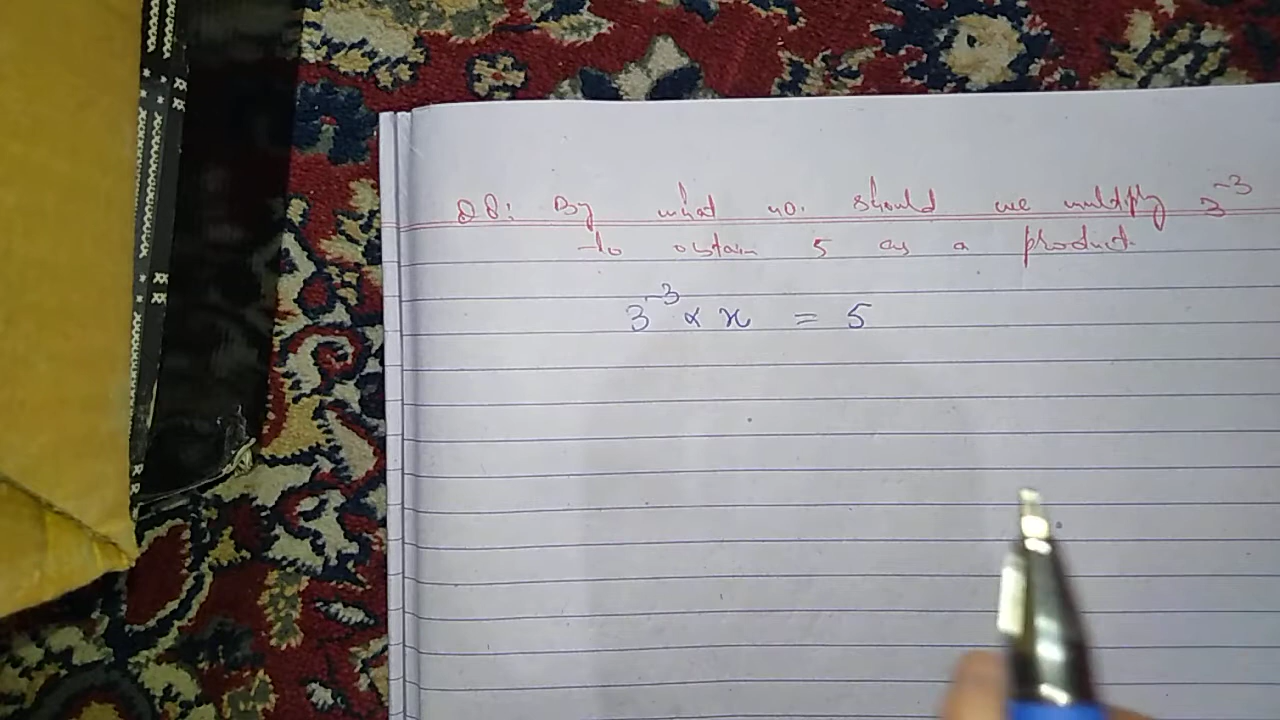 Q8: By what no. should we multiply 3⁻³
to obtain 5 as a product.
3⁻³ × x = 5